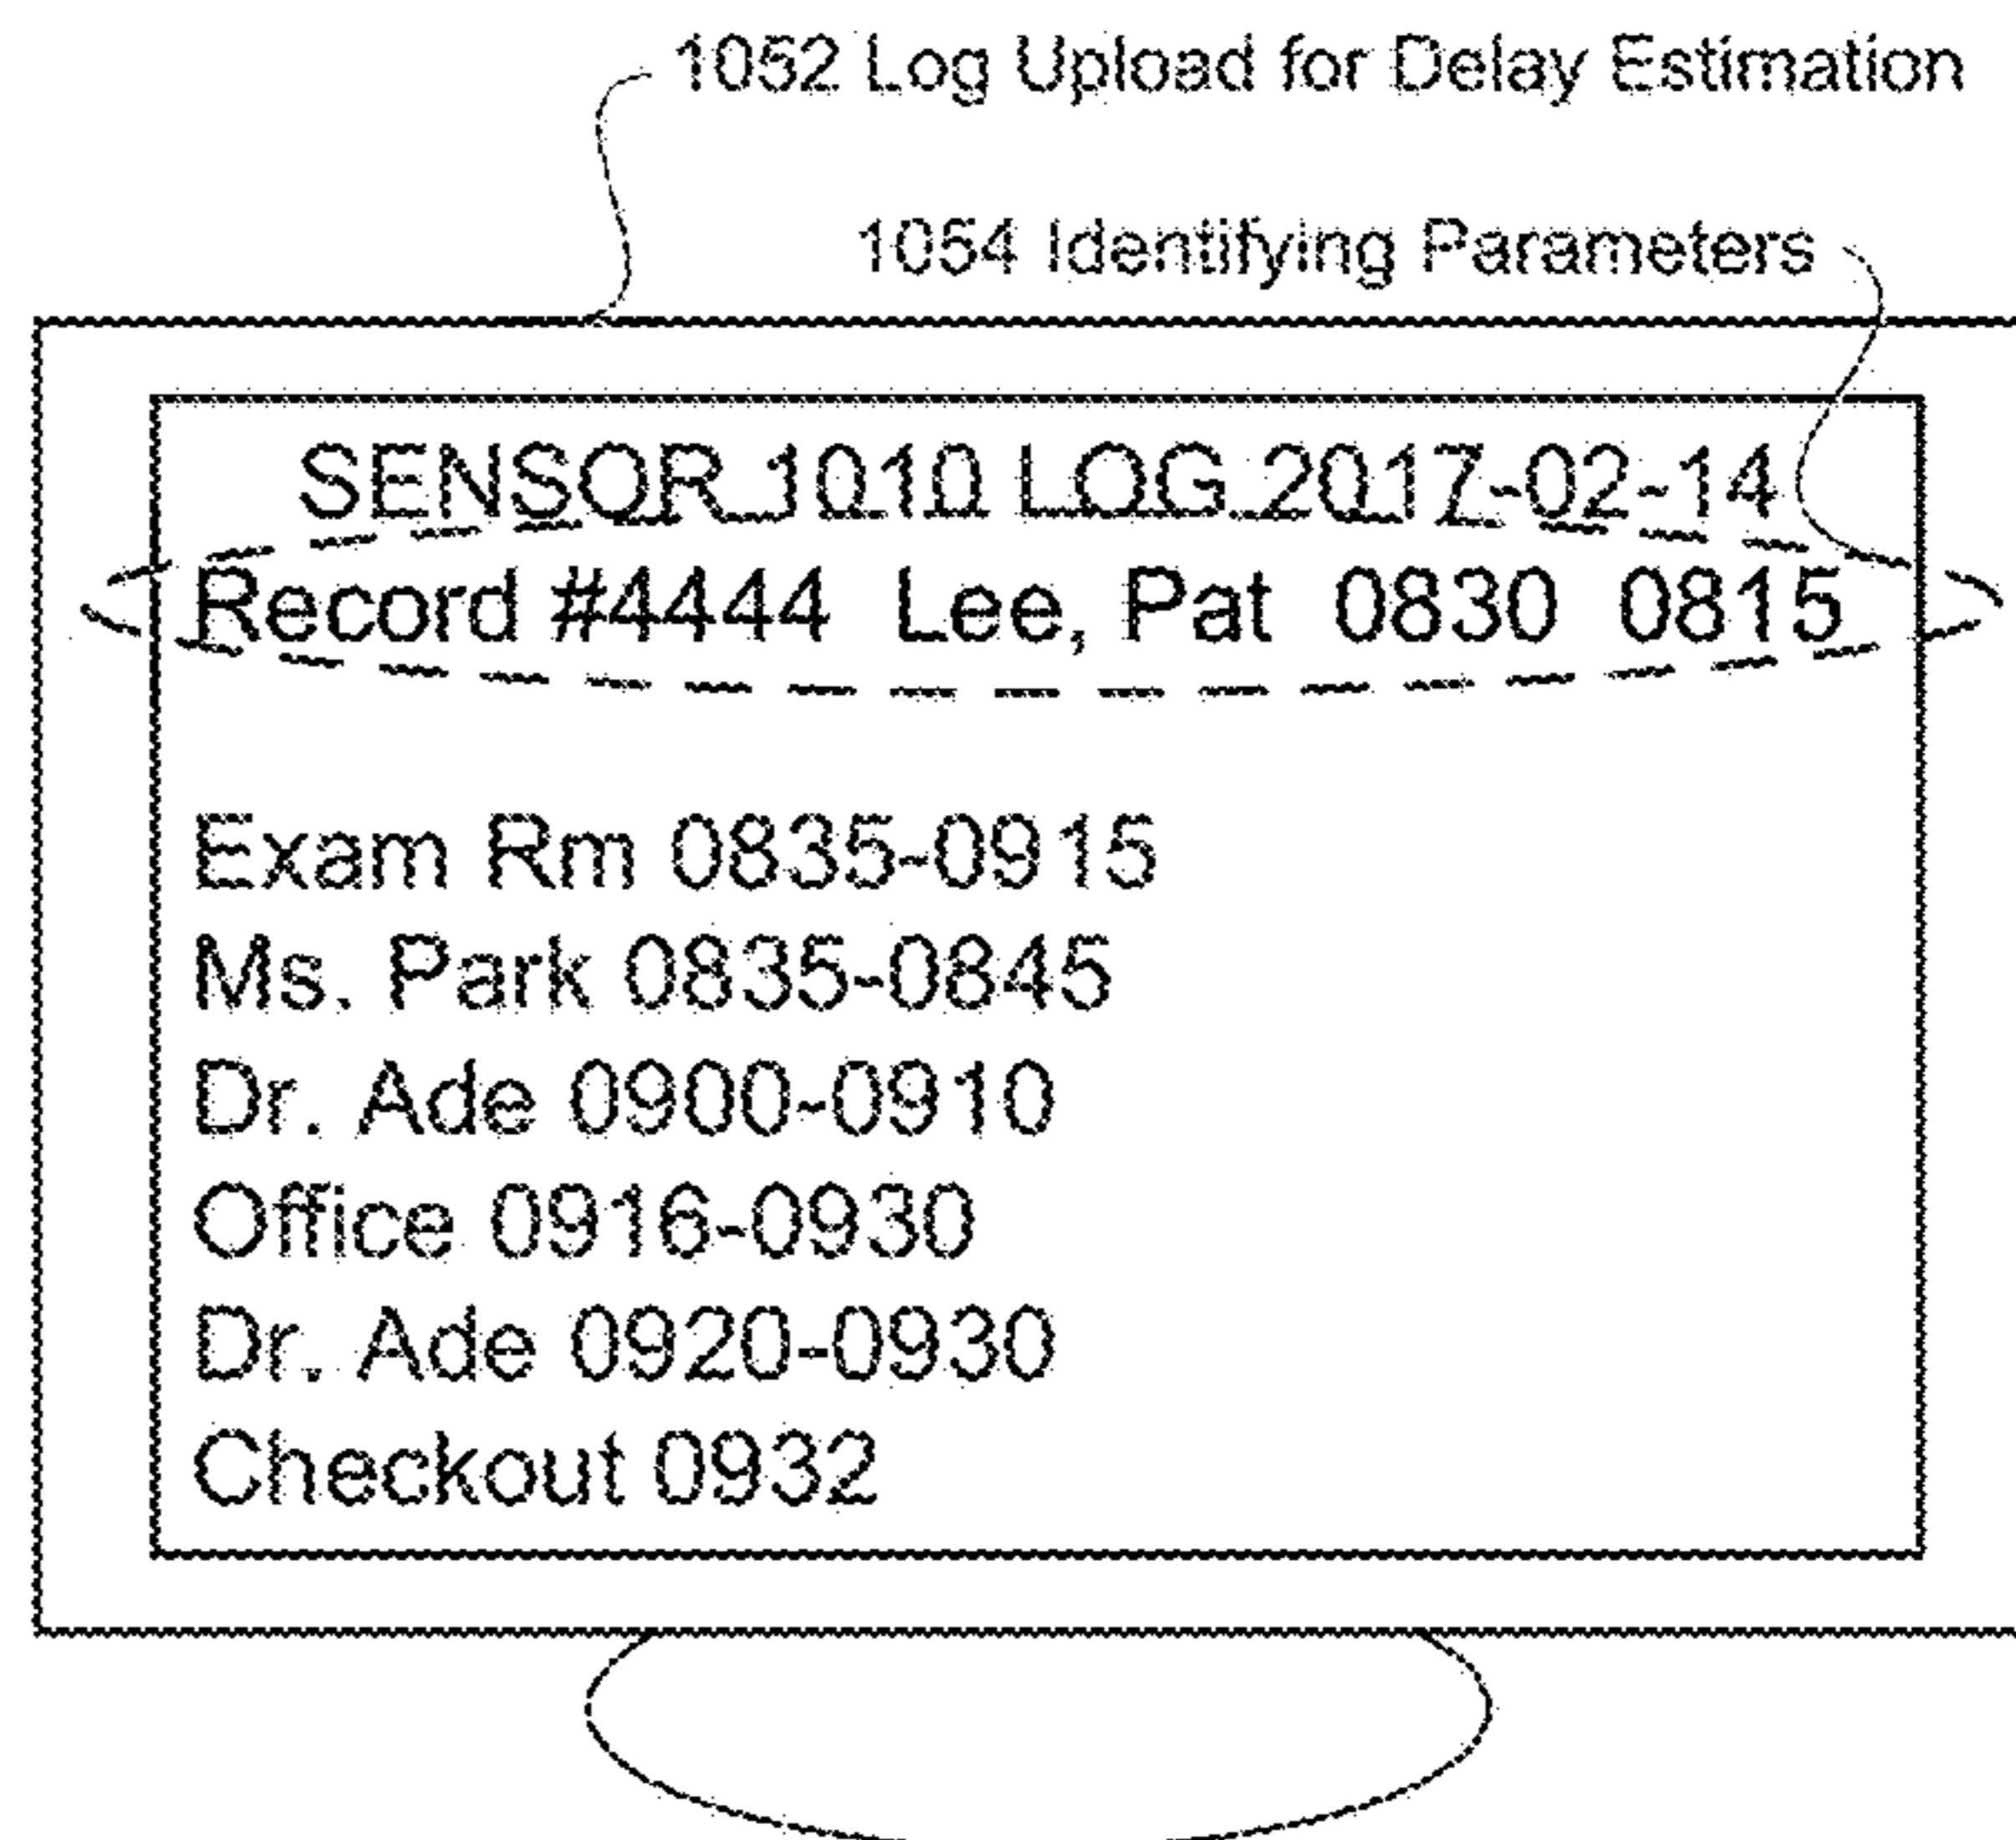 1052 Log Upload for Delay Estimation
1054 Identifying Parameters
SENSOR 1010 LOG 2017-02-14
Record #4444 Lee, Pat 0830 0815
Exam Rm 0835-0915
Ms. Park 0835-0845
Dr. Ade 0900-0910
Office 0916-0930
Dr. Ade 0920-0930
Checkout 0932